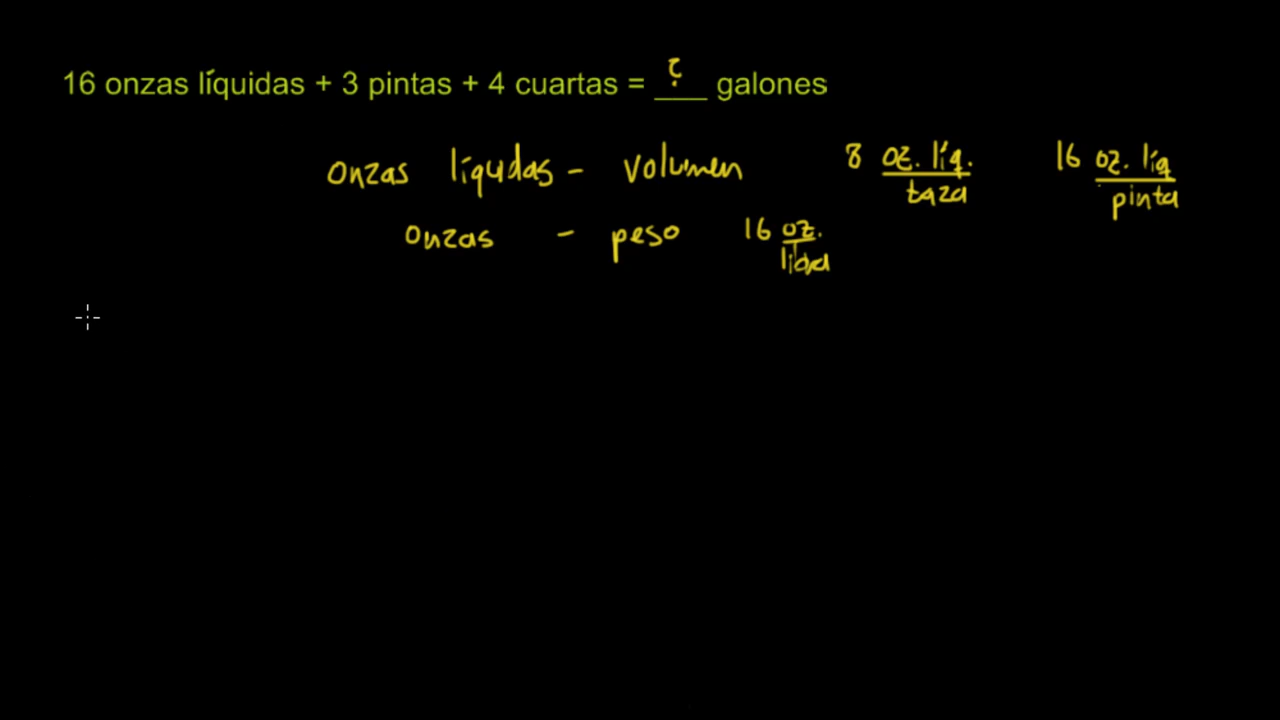 16 onzas líquidas + 3 pintas + 4 cuartas = ___ galones
?
onzas líqudas - volumen 8 oz. líq. / taza 16 oz. líq / pinta
onzas - peso 16 oz. / libra